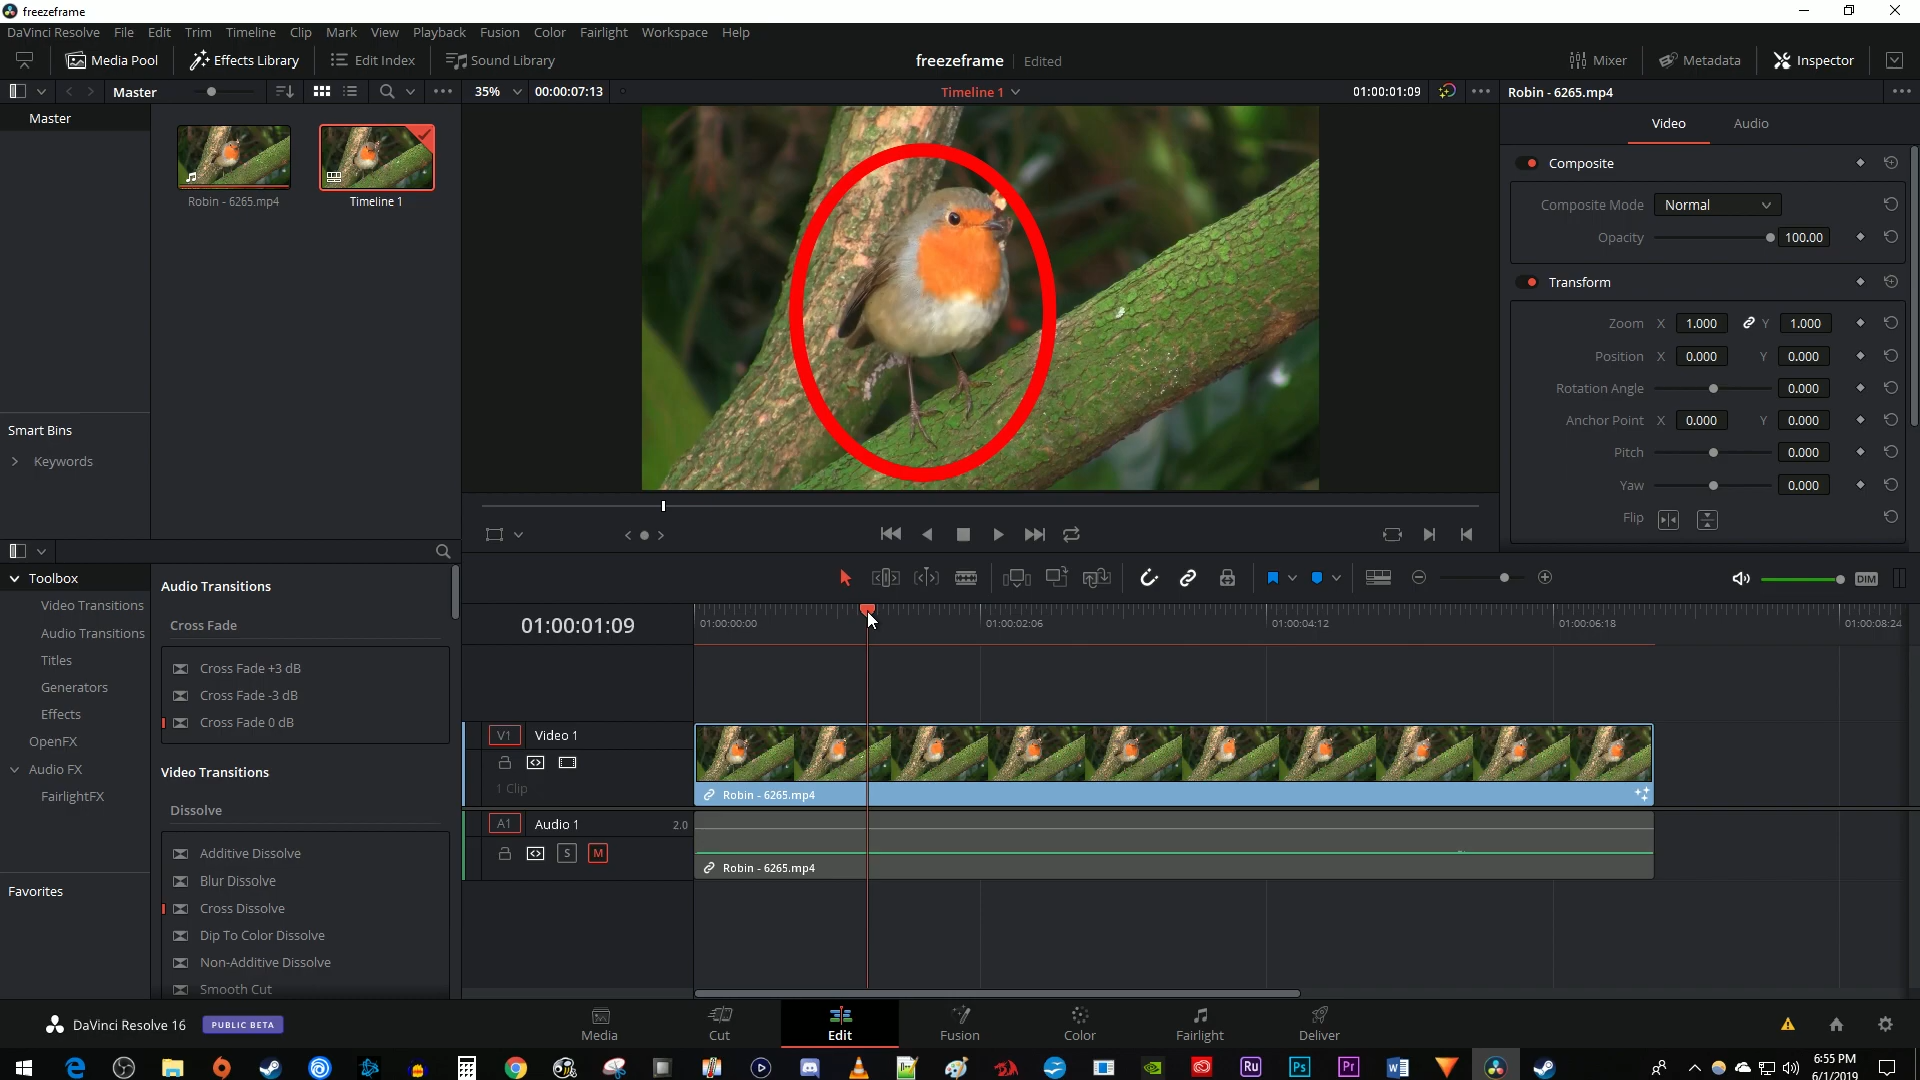 freezeframe
DaVinci Resolve File Edit Trim Timeline Clip Mark View Playback Fusion Color Fairlight Workspace Help
Media Pool Effects Library Edit Index Sound Library freezeframe Edited Mixer Metadata Inspector
Master 35% 00:00:07:13 Timeline 1 01:00:01:09 Robin - 6265.mp4
Master
Video Audio
Robin - 6265.mp4 Timeline 1
Composite
Composite Mode Normal
Opacity 100.00
Transform
Zoom X 1.000 Y 1.000
Position X 0.000 Y 0.000
Rotation Angle 0.000
Anchor Point X 0.000 Y 0.000
Pitch 0.000
Yaw 0.000
Flip
Smart Bins
Keywords
Toolbox
Video Transitions
Audio Transitions
Titles
Generators
Effects
OpenFX
Audio FX
FairlightFX
Favorites
Audio Transitions
Cross Fade
Cross Fade +3 dB
Cross Fade -3 dB
Cross Fade 0 dB
Video Transitions
Dissolve
Additive Dissolve
Blur Dissolve
Cross Dissolve
Dip To Color Dissolve
Non-Additive Dissolve
Smooth Cut
DIM
01:00:01:09 01:00:00:00 01:00:02:06 01:00:04:12 01:00:06:18 01:00:08:24
V1 Video 1
1 Clip
Robin - 6265.mp4
A1 Audio 1 2.0
S M
Robin - 6265.mp4
DaVinci Resolve 16 PUBLIC BETA
Media Cut Edit Fusion Color Fairlight Deliver
Ru Ps Pr
6:55 PM
6/1/2019